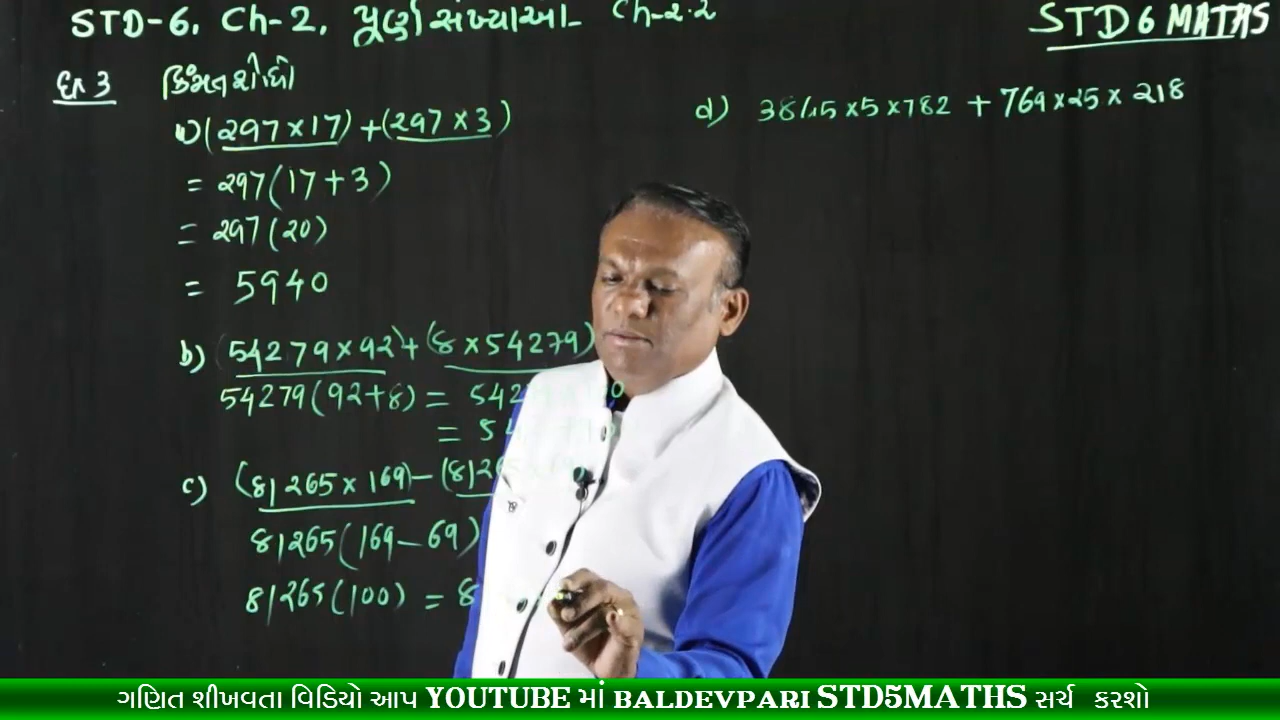 STD-6. Ch-2. પૂર્ણ સંખ્યાઓ Ch-2.2
STD 6 MATHS
3 કિંમત શોધો
(297 × 17) + (297 × 3)
= 297(17 + 3)
= 297(20)
= 5940
b) (54279 × 92) + (8 × 54279)
54279(92 + 8) = 542
= 54
c) (81265 × 169) – (8126
81265(169 – 69)
81265(100) = 8
d) 3845 × 5 × 782 + 769 × 25 × 218
ગણિત શીખવતા વિડિયો આપ YOUTUBE માં BALDEVPARI STD5MATHS સર્ચ કરશો